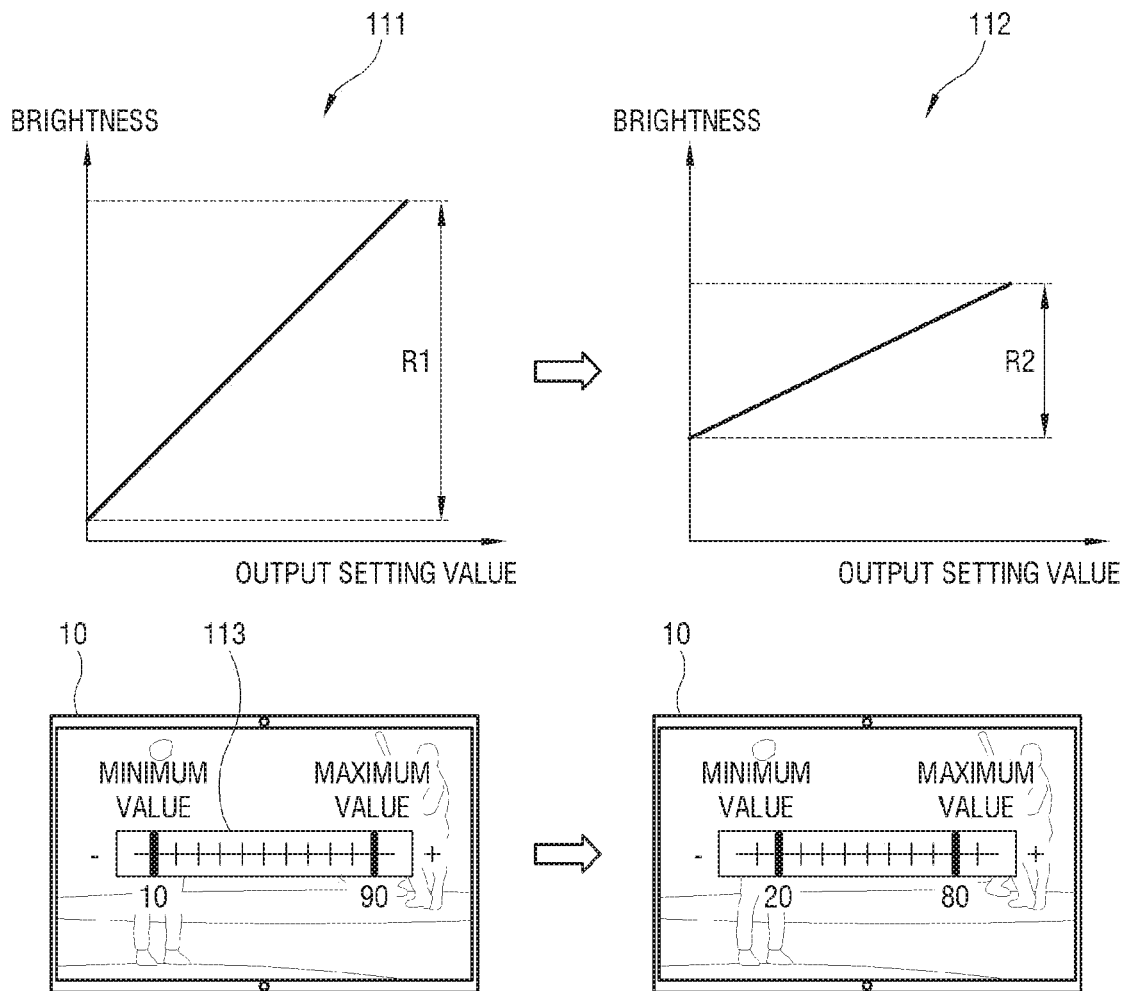 111
112
BRIGHTNESS
BRIGHTNESS
R1
R2
OUTPUT SETTING VALUE
OUTPUT SETTING VALUE
10
113
10
MINIMUM
VALUE
MAXIMUM
VALUE
-
+
10
90
MINIMUM
VALUE
MAXIMUM
VALUE
-
+
20
80